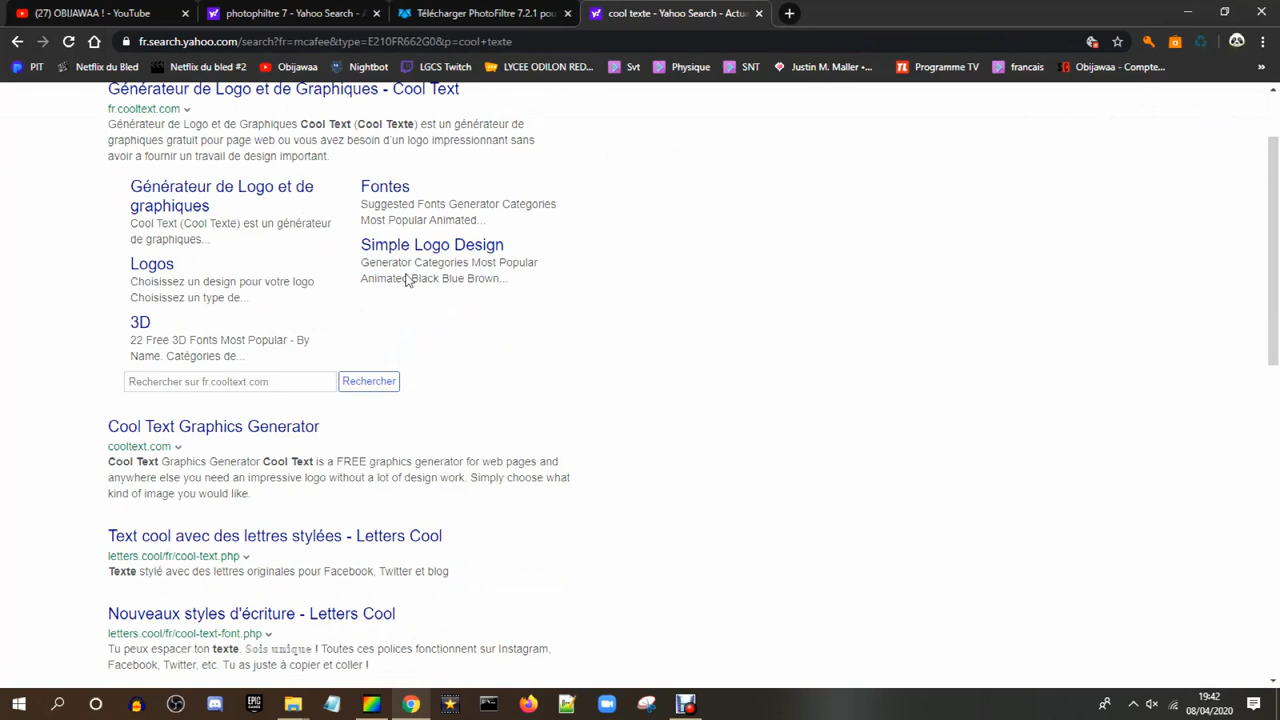 (27) OBIJAWAA ! - YouTube
photophiltre 7 - Yahoo Search - A
Télécharger PhotoFiltre 7.2.1 pou
cool texte - Yahoo Search - Actue
fr.search.yahoo.com/search?fr=mcafee&type=E210FR662G0&p=cool+texte
PIT
Netflix du Bled
Netflix du bled #2
Obijawaa
Nightbot
LGCS Twitch
LYCEE ODILON RED...
Svt
Physique
SNT
Justin M. Maller •...
Programme TV
francais
Obijawaa - Compte...
»
Générateur de Logo et de Graphiques - Cool Text
fr.cooltext.com
Générateur de Logo et de Graphiques Cool Text (Cool Texte) est un générateur de
graphiques gratuit pour page web ou vous avez besoin d'un logo impressionnant sans
avoir a fournir un travail de design important.
Générateur de Logo et de
graphiques
Cool Text (Cool Texte) est un générateur
de graphiques...
Logos
Choisissez un design pour votre logo
Choisissez un type de...
3D
22 Free 3D Fonts Most Popular - By
Name. Catégories de...
Fontes
Suggested Fonts Generator Categories
Most Popular Animated...
Simple Logo Design
Generator Categories Most Popular
Animated Black Blue Brown...
Rechercher sur fr.cooltext.com
Rechercher
Cool Text Graphics Generator
cooltext.com
Cool Text Graphics Generator Cool Text is a FREE graphics generator for web pages and
anywhere else you need an impressive logo without a lot of design work. Simply choose what
kind of image you would like.
Text cool avec des lettres stylées - Letters Cool
letters.cool/fr/cool-text.php
Texte stylé avec des lettres originales pour Facebook, Twitter et blog
Nouveaux styles d'écriture - Letters Cool
letters.cool/fr/cool-text-font.php
Tu peux espacer ton texte. Sois unique ! Toutes ces polices fonctionnent sur Instagram,
Facebook, Twitter, etc. Tu as juste à copier et coller !
EPIC
GAMES
19:42
08/04/2020